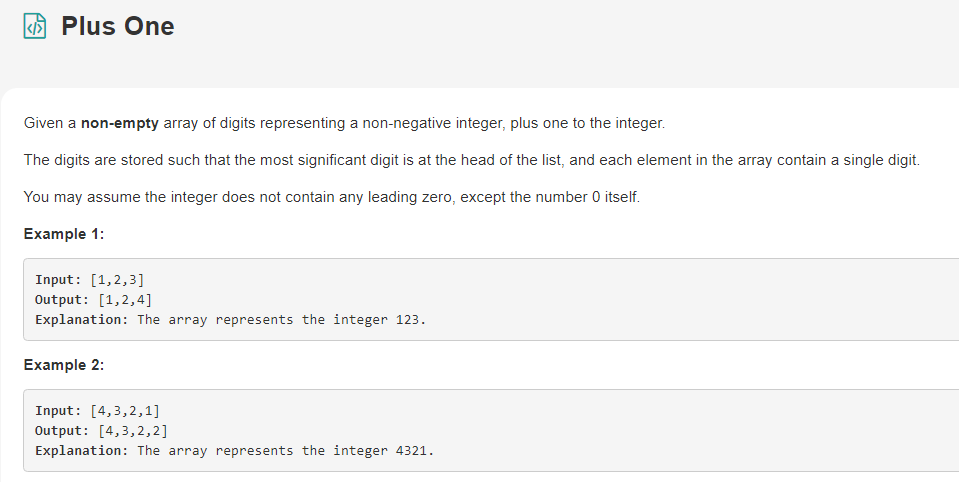 Plus One
Given a non-empty array of digits representing a non-negative integer, plus one to the integer.
The digits are stored such that the most significant digit is at the head of the list, and each element in the array contain a single digit.
You may assume the integer does not contain any leading zero, except the number 0 itself.
Example 1:
Input: [1,2,3]
Output: [1,2,4]
Explanation: The array represents the integer 123.
Example 2:
Input: [4,3,2,1]
Output: [4,3,2,2]
Explanation: The array represents the integer 4321.